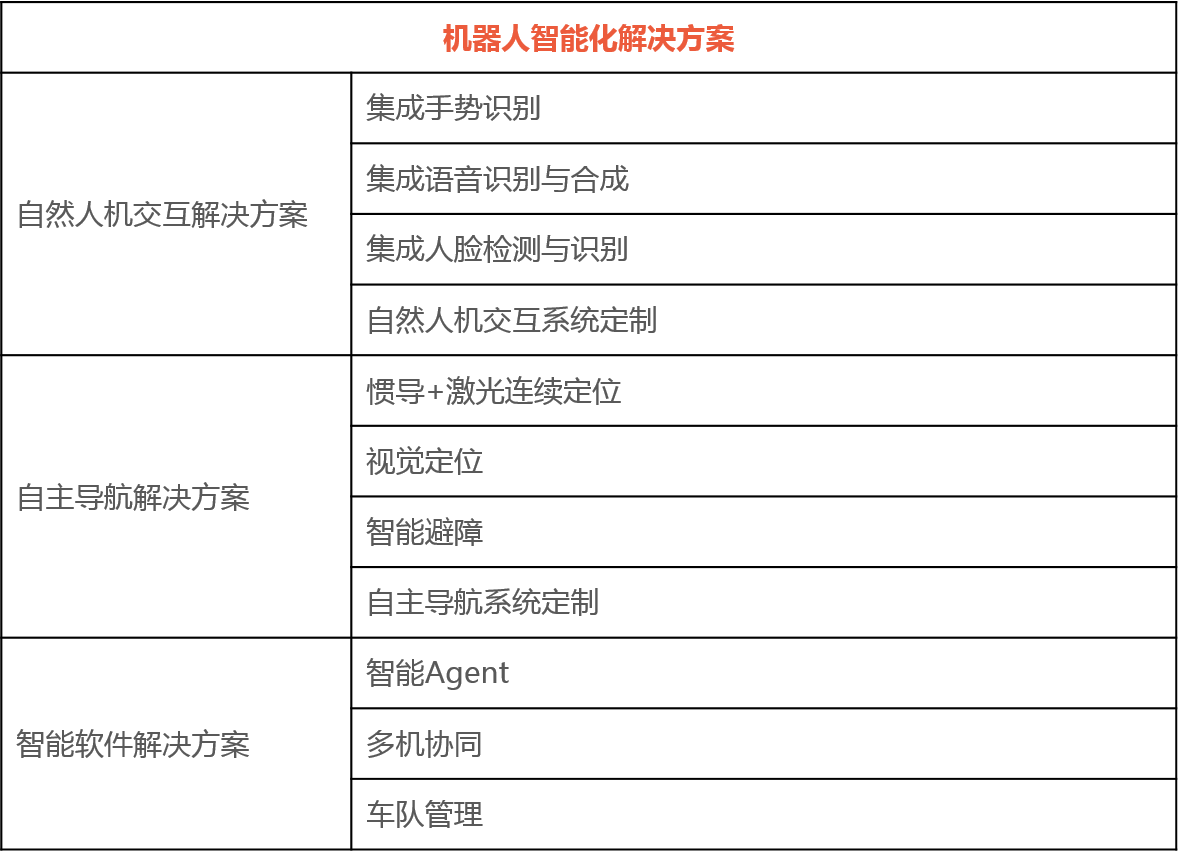 机器人智能化解决方案
自然人机交互解决方案
集成手势识别
集成语音识别与合成
集成人脸检测与识别
自然人机交互系统定制
自主导航解决方案
惯导+激光连续定位
视觉定位
智能避障
自主导航系统定制
智能软件解决方案
智能Agent
多机协同
车队管理